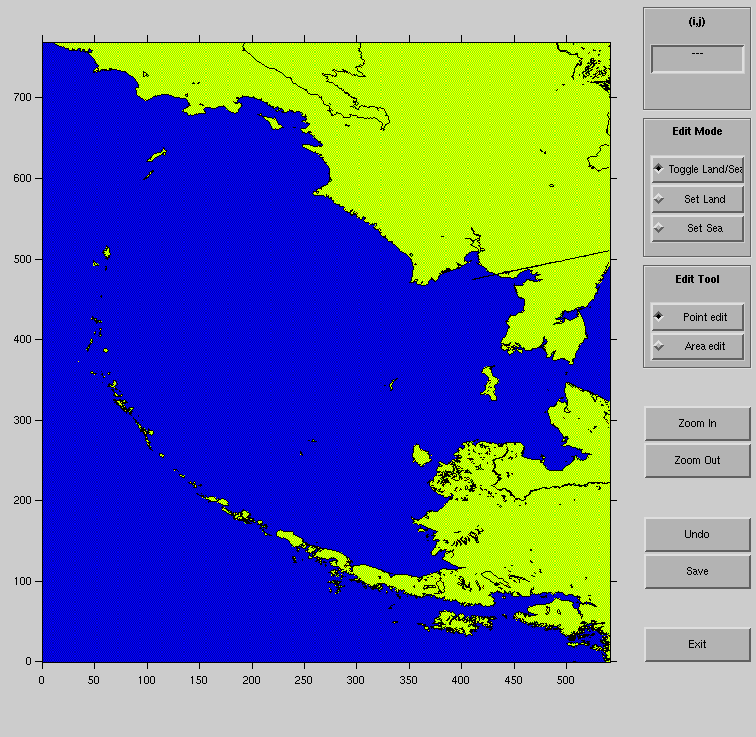 (i,j)
---
Edit Mode
Toggle Land/Sea
Set Land
Set Sea
Edit Tool
Point edit
Area edit
Zoom In
Zoom Out
Undo
Save
Exit
700
600
500
400
300
200
100
0
0 50 100 150 200 250 300 350 400 450 500